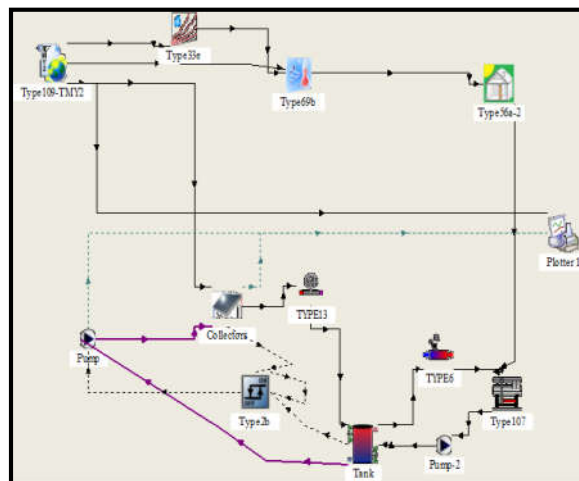 Type33e
Type109-TMY2
Type69b
Type56a-2
Plotter 1
TYPE13
Collectors
Pump
TYPE6
Type2b
Type107
Pump-2
Tank